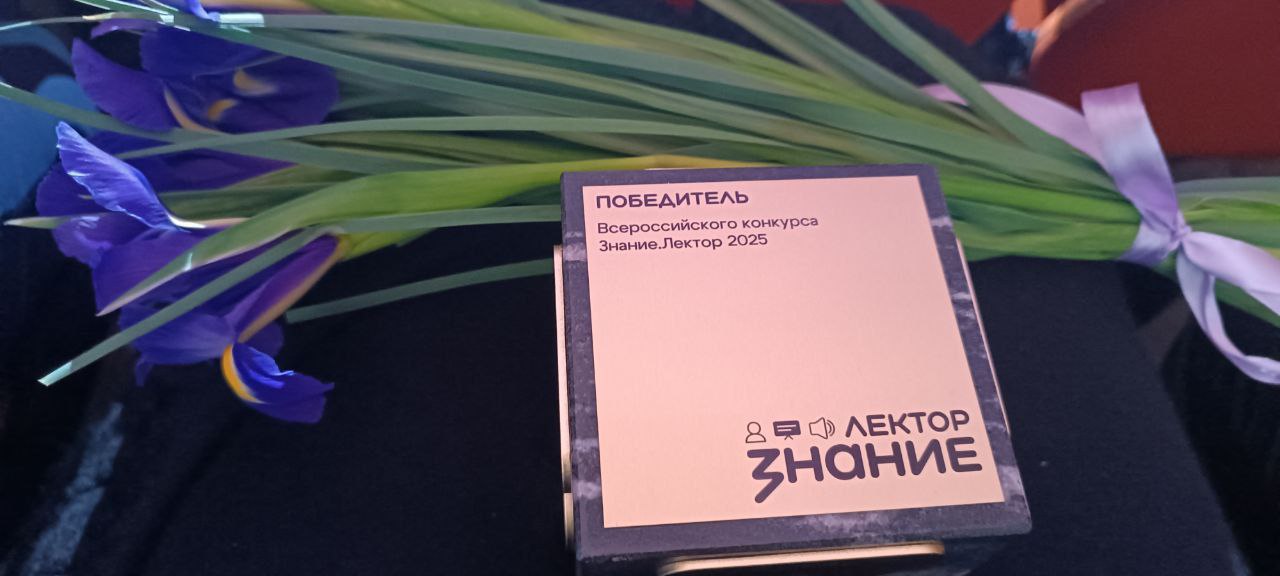 ПОБЕДИТЕЛЬ
Всероссийского конкурса
Знание.Лектор 2025
ЛЕКТОР
ЗНАНИЕ